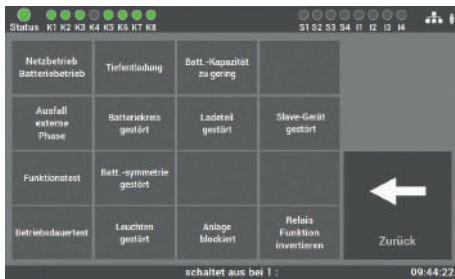 Status K1 K2 K3 K4 K5 K6 K7 K8 S1 S2 S3 S4 I1 I2 I3 I4
Netzbetrieb
Batteriebetrieb
Tiefentladung
Batt.-Kapazität
zu gering
Ausfall
externe
Phase
Batteriekreis
gestört
Ladeteil
gestört
Slave-Gerät
gestört
Funktionstest
Batt.-symmetrie
gestört
Betriebsdauertest
Leuchten
gestört
Anlage
blockiert
Relais
Funktion
invertieren
Zurück
schaltet aus bei 1 : 09:44:22